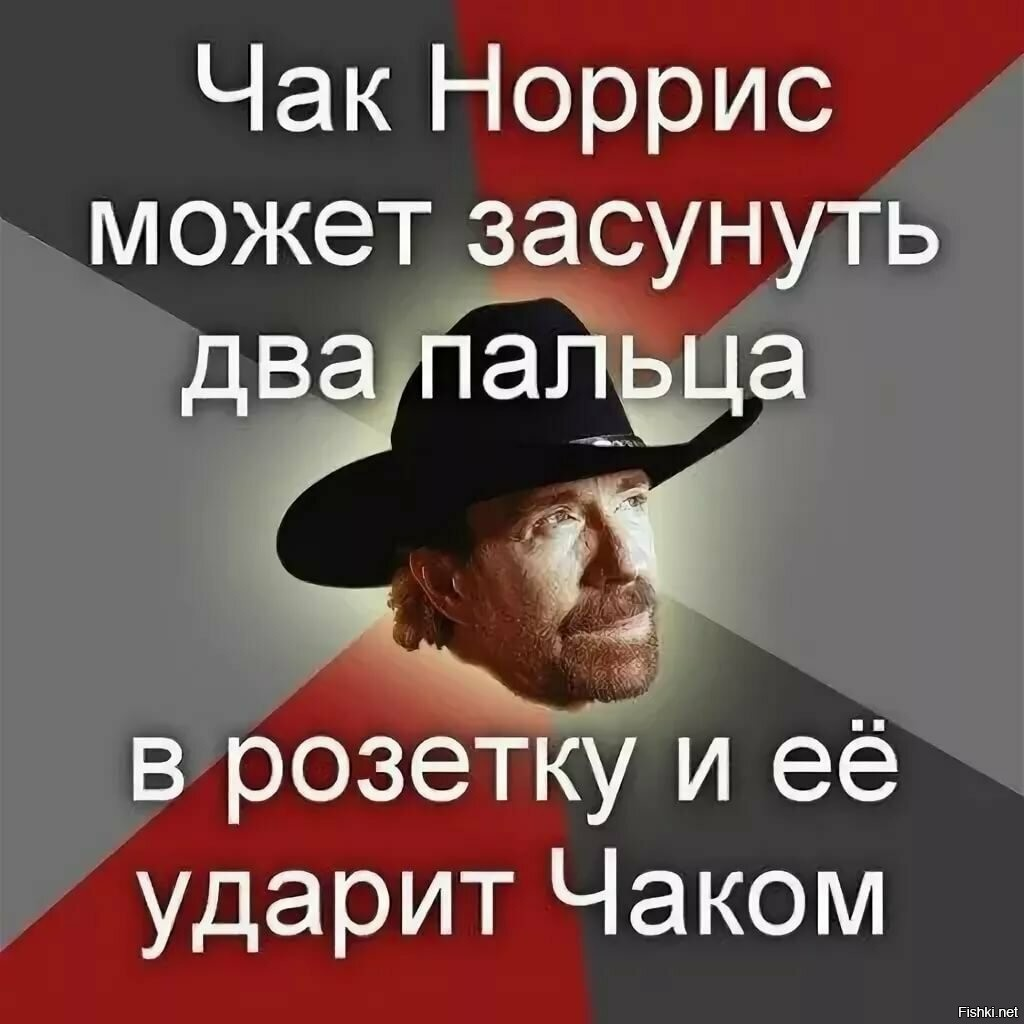 Чак Норрис
может засунуть
два пальца
в розетку и её
ударит Чаком
Fishki.net